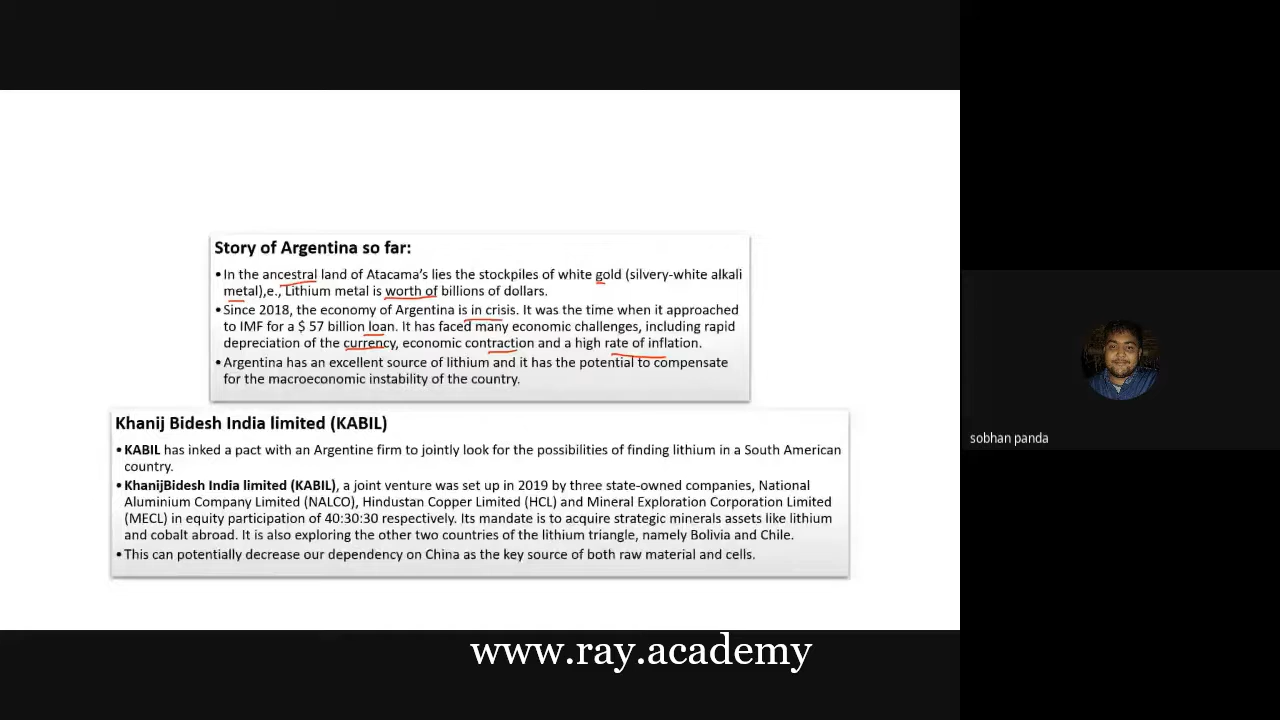 Story of Argentina so far:
•In the ancestral land of Atacama's lies the stockpiles of white gold (silvery-white alkali
metal),e., Lithium metal is worth of billions of dollars.
•Since 2018, the economy of Argentina is in crisis. It was the time when it approached
to IMF for a $ 57 billion loan. It has faced many economic challenges, including rapid
depreciation of the currency, economic contraction and a high rate of inflation.
•Argentina has an excellent source of lithium and it has the potential to compensate
for the macroeconomic instability of the country.
Khanij Bidesh India limited (KABIL)
•KABIL has inked a pact with an Argentine firm to jointly look for the possibilities of finding lithium in a South American
country.
•KhanijBidesh India limited (KABIL), a joint venture was set up in 2019 by three state-owned companies, National
Aluminium Company Limited (NALCO), Hindustan Copper Limited (HCL) and Mineral Exploration Corporation Limited
(MECL) in equity participation of 40:30:30 respectively. Its mandate is to acquire strategic minerals assets like lithium
and cobalt abroad. It is also exploring the other two countries of the lithium triangle, namely Bolivia and Chile.
•This can potentially decrease our dependency on China as the key source of both raw material and cells.
sobhan panda
www.ray.academy